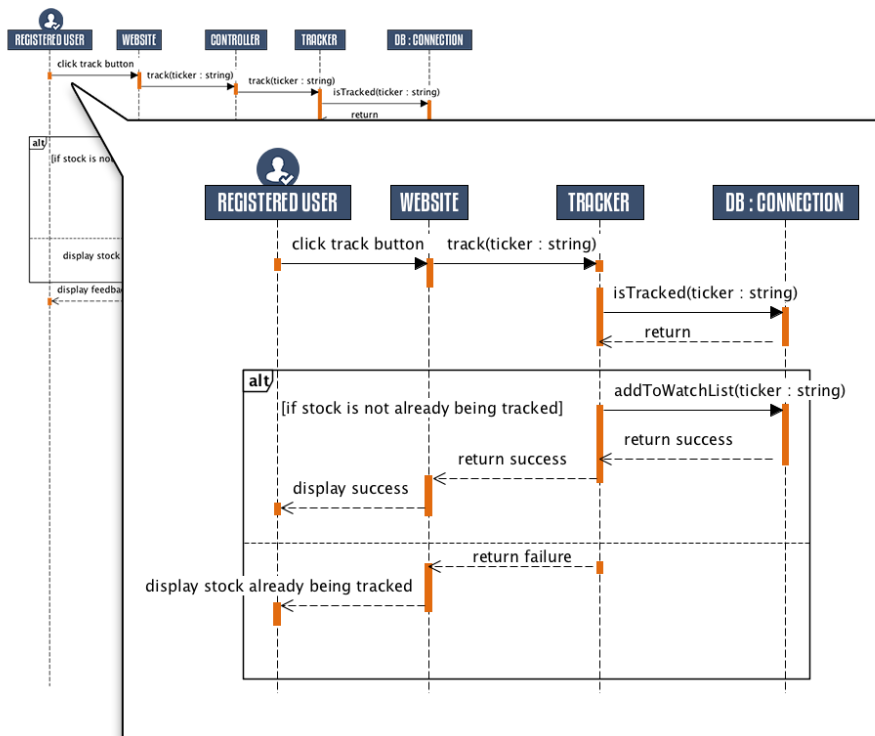 REGISTERED USER
WEBSITE
CONTROLLER
TRACKER
DB : CONNECTION
click track button
track(ticker : string)
track(ticker : string)
isTracked(ticker : string)
return
alt
[if stock is not
display stock
display feedba
REGISTERED USER
WEBSITE
TRACKER
DB : CONNECTION
click track button
track(ticker : string)
isTracked(ticker : string)
return
alt
[if stock is not already being tracked]
addToWatchList(ticker : string)
return success
return success
display success
return failure
display stock already being tracked